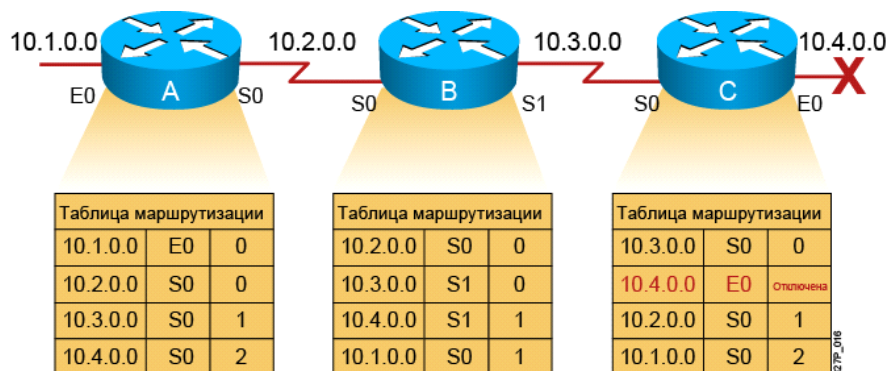 10.1.0.0 10.2.0.0 10.3.0.0 10.4.0.0
E0 A S0 S0 B S1 S0 C E0 X
Таблица маршрутизации
10.1.0.0 E0 0
10.2.0.0 S0 0
10.3.0.0 S0 1
10.4.0.0 S0 2
Таблица маршрутизации
10.2.0.0 S0 0
10.3.0.0 S1 0
10.4.0.0 S1 1
10.1.0.0 S0 1
Таблица маршрутизации
10.3.0.0 S0 0
10.4.0.0 E0 Отключена
10.2.0.0 S0 1
10.1.0.0 S0 2
27P_016